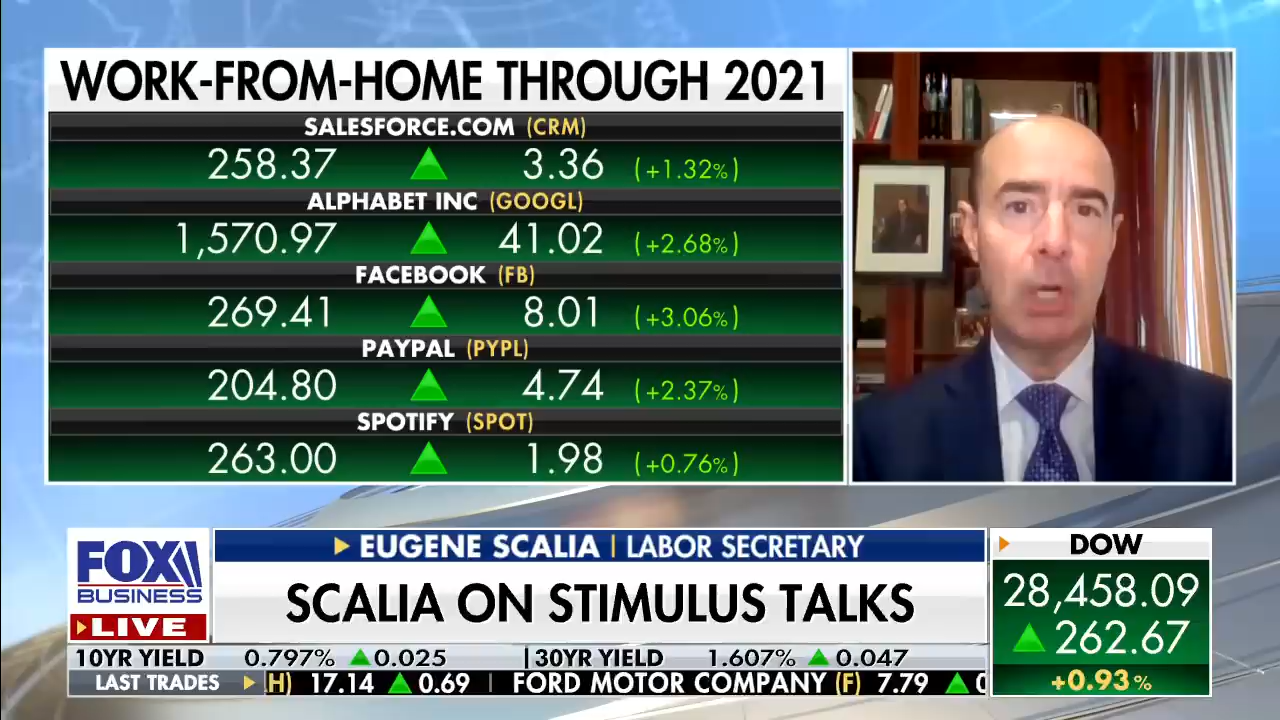 WORK-FROM-HOME THROUGH 2021
SALESFORCE.COM (CRM)
258.37 ▲ 3.36 (+1.32%)
ALPHABET INC (GOOGL)
1,570.97 ▲ 41.02 (+2.68%)
FACEBOOK (FB)
269.41 ▲ 8.01 (+3.06%)
PAYPAL (PYPL)
204.80 ▲ 4.74 (+2.37%)
SPOTIFY (SPOT)
263.00 ▲ 1.98 (+0.76%)
FOX
BUSINESS
LIVE
EUGENE SCALIA | LABOR SECRETARY
SCALIA ON STIMULUS TALKS
10YR YIELD 0.797% ▲ 0.025 | 30YR YIELD 1.607% ▲ 0.047
LAST TRADES H) 17.14 ▲ 0.69 | FORD MOTOR COMPANY (F) 7.79 ▲
DOW
28,458.09
▲ 262.67
+0.93%